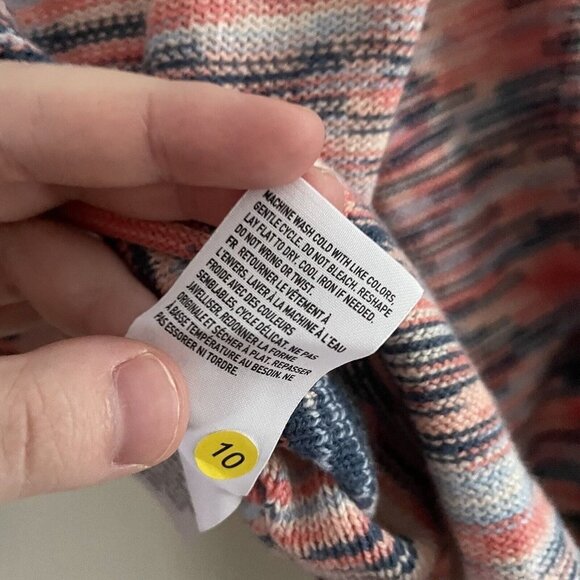 MACHINE WASH COLD WITH LIKE COLORS,
GENTLE CYCLE. DO NOT BLEACH. RESHAPE
LAY FLAT TO DRY. COOL IRON IF NEEDED.
DO NOT WRING OR TWIST.
FR RETOURNER LE VÊTEMENT À
L'ENVERS. LAVER À LA MACHINE À L'EAU
FROIDE AVEC DES COULEURS
SEMBLABLES, CYCLE DÉLICAT. NE PAS
JAVELLISER. REDONNER LA FORME
ORIGINALE ET SÉCHER À PLAT. REPASSER
À BASSE TEMPÉRATURE AU BESOIN. NE
PAS ESSORER NI TORDRE.
10